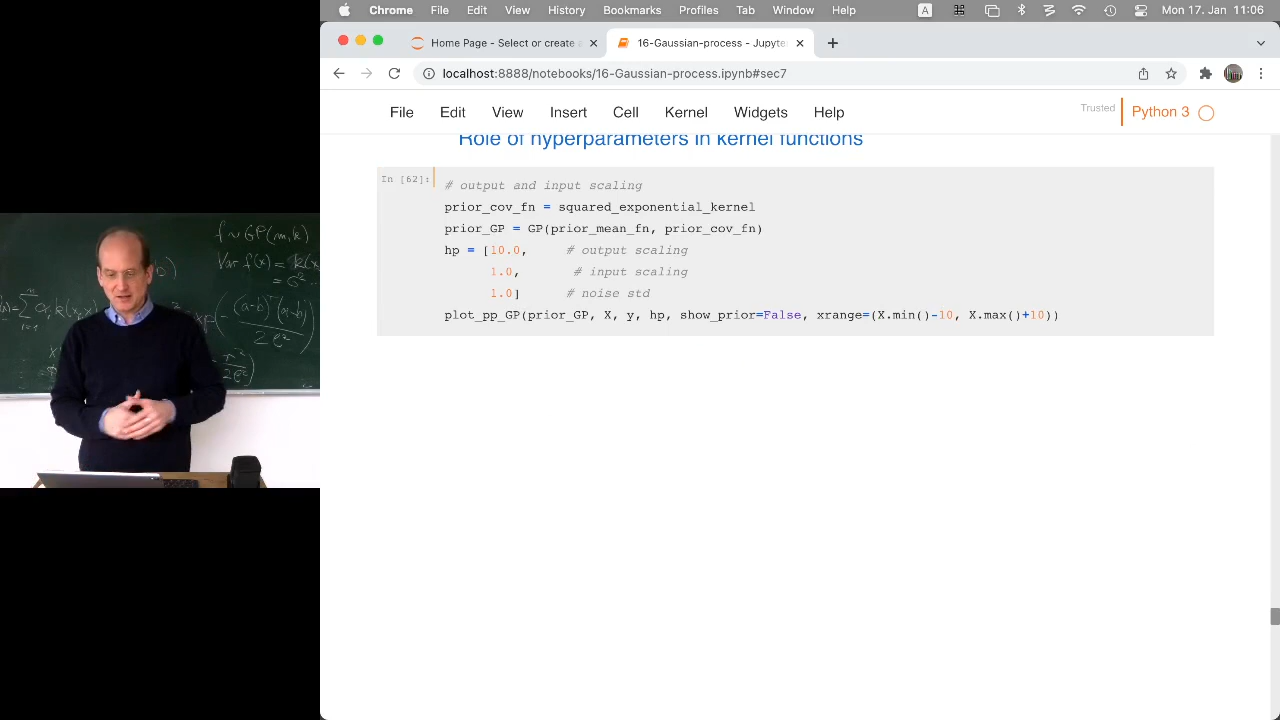 Chrome File Edit View History Bookmarks Profiles Tab Window Help A Mon 17. Jan 11:06
Home Page - Select or create a
16-Gaussian-process - Jupyte
localhost:8888/notebooks/16-Gaussian-process.ipynb#sec7
File Edit View Insert Cell Kernel Widgets Help Trusted Python 3
Role of hyperparameters in kernel functions
In [62]:
# output and input scaling
prior_cov_fn = squared_exponential_kernel
prior_GP = GP(prior_mean_fn, prior_cov_fn)
hp = [10.0, # output scaling
1.0, # input scaling
1.0] # noise std
plot_pp_GP(prior_GP, X, y, hp, show_prior=False, xrange=(X.min()-10, X.max()+10))
f ~ GP(m,k)
Var f(x) = k(x
= σ²